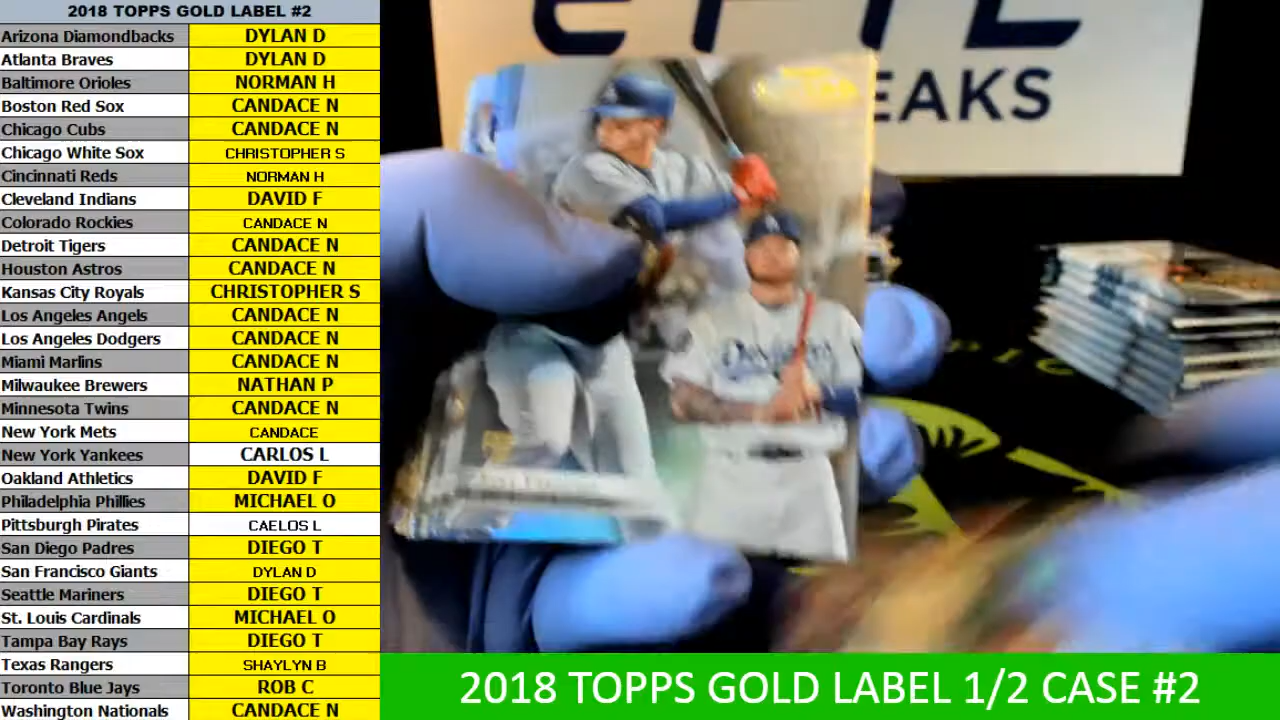 2018 TOPPS GOLD LABEL #2
Arizona Diamondbacks DYLAN D
Atlanta Braves DYLAN D
Baltimore Orioles NORMAN H
Boston Red Sox CANDACE N
Chicago Cubs CANDACE N
Chicago White Sox CHRISTOPHER S
Cincinnati Reds NORMAN H
Cleveland Indians DAVID F
Colorado Rockies CANDACE N
Detroit Tigers CANDACE N
Houston Astros CANDACE N
Kansas City Royals CHRISTOPHER S
Los Angeles Angels CANDACE N
Los Angeles Dodgers CANDACE N
Miami Marlins CANDACE N
Milwaukee Brewers NATHAN P
Minnesota Twins CANDACE N
New York Mets CANDACE
New York Yankees CARLOS L
Oakland Athletics DAVID F
Philadelphia Phillies MICHAEL O
Pittsburgh Pirates CAELOS L
San Diego Padres DIEGO T
San Francisco Giants DYLAN D
Seattle Mariners DIEGO T
St. Louis Cardinals MICHAEL O
Tampa Bay Rays DIEGO T
Texas Rangers SHAYLYN B
Toronto Blue Jays ROB C
Washington Nationals CANDACE N
EAKS
Dodgers
2018 TOPPS GOLD LABEL 1/2 CASE #2